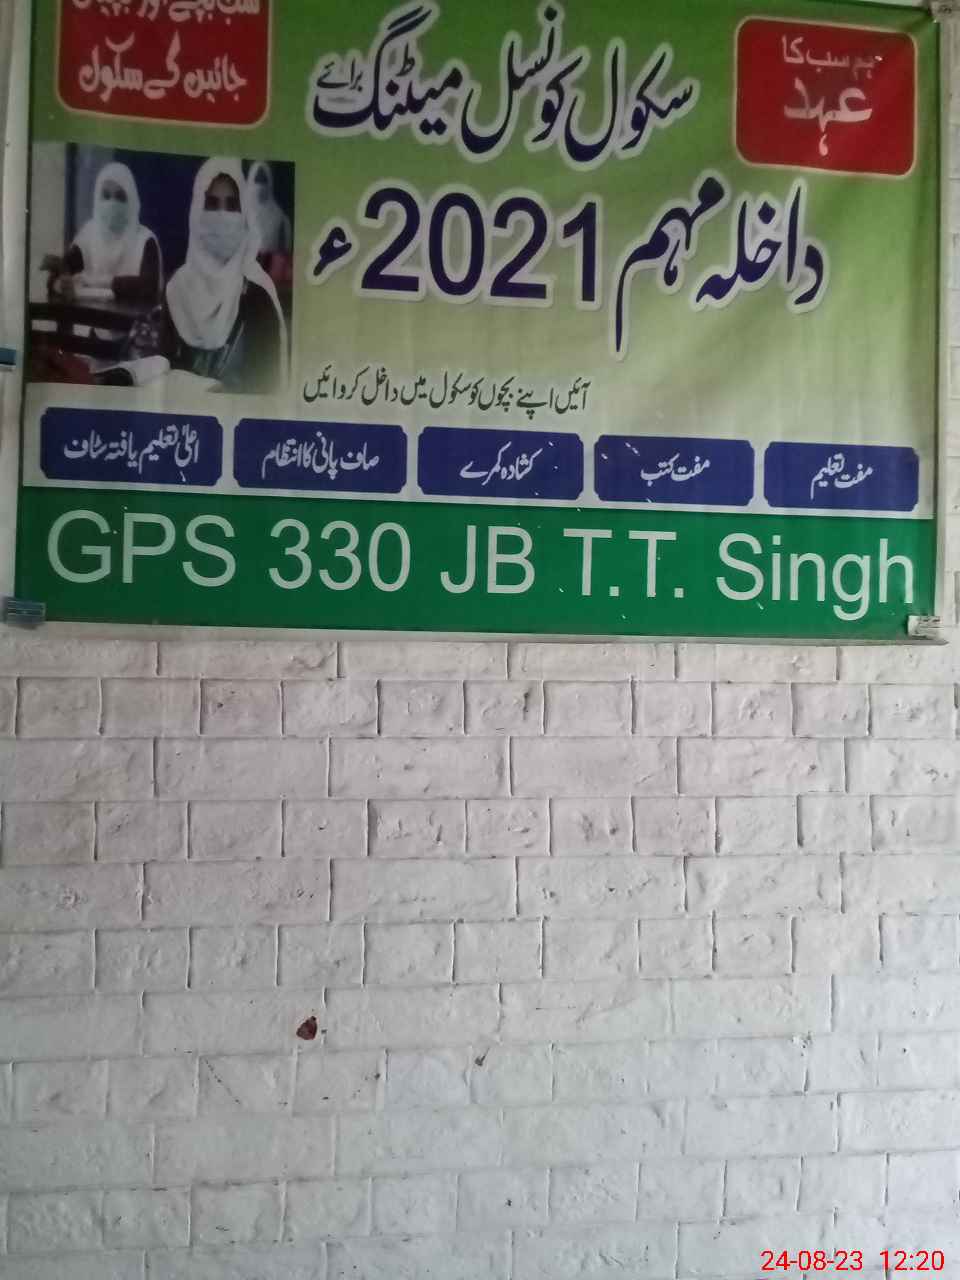 ہم سب کا
عہد
سکول کونسل میٹنگ برائے
داخلہ مہم 2021ء
سب بچے اور بچیاں
جائیں گے سکول
آئیں اپنے بچوں کو سکول میں داخل کروائیں
مفت تعلیم
مفت کتب
کشادہ کمرے
صاف پانی کا انتظام
اعلیٰ تعلیم یافتہ سٹاف
GPS 330 JB T.T. Singh
24-08-23 12:20